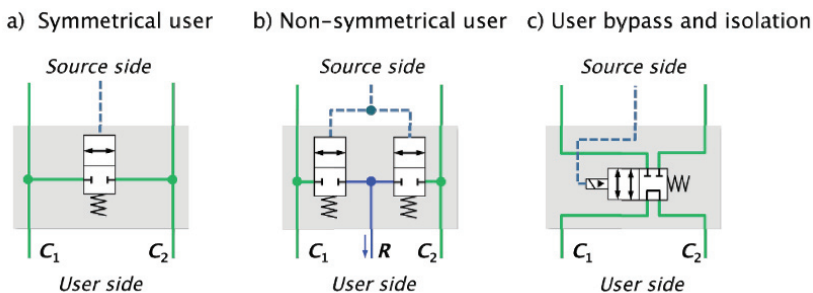 a) Symmetrical user
b) Non-symmetrical user
c) User bypass and isolation
Source side
Source side
Source side
C1
C2
C1
R
C2
C1
C2
User side
User side
User side